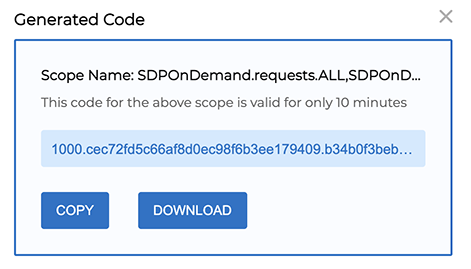 Generated Code
Scope Name: SDPOnDemand.requests.ALL,SDPOnD...
This code for the above scope is valid for only 10 minutes
1000.cec72fd5c66af8d0ec98f6b3ee179409.b34b0f3beb...
COPY
DOWNLOAD